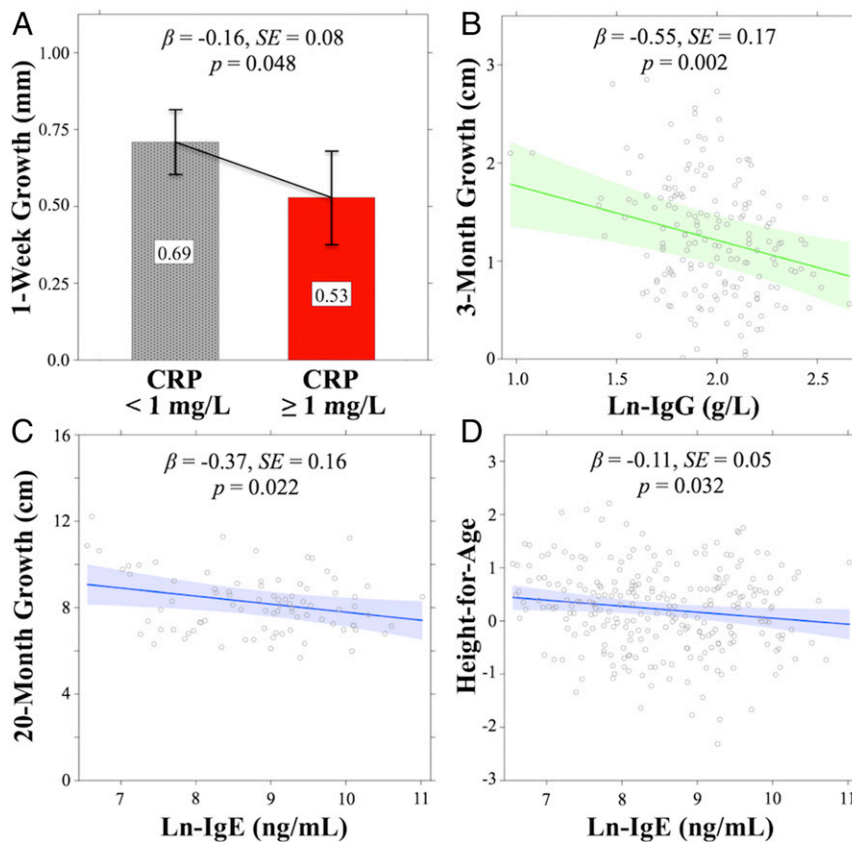 A
β = -0.16, SE = 0.08
p = 0.048
1-Week Growth (mm)
1.00
0.75
0.50
0.25
0.0
0.69
0.53
CRP
< 1 mg/L
CRP
≥ 1 mg/L
B
β = -0.55, SE = 0.17
p = 0.002
3-Month Growth (cm)
3
2
1
0
1.0
1.5
2.0
2.5
Ln-IgG (g/L)
C
β = -0.37, SE = 0.16
p = 0.022
20-Month Growth (cm)
16
12
8
4
0
7
8
9
10
11
Ln-IgE (ng/mL)
D
β = -0.11, SE = 0.05
p = 0.032
Height-for-Age
3
2
1
0
-1
-2
-3
7
8
9
10
11
Ln-IgE (ng/mL)